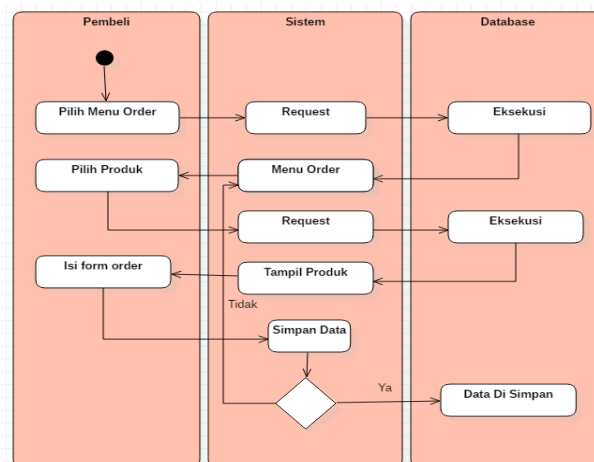 Pembeli
Sistem
Database
Pilih Menu Order
Request
Eksekusi
Pilih Produk
Menu Order
Request
Eksekusi
Isi form order
Tampil Produk
Tidak
Simpan Data
Ya
Data Di Simpan